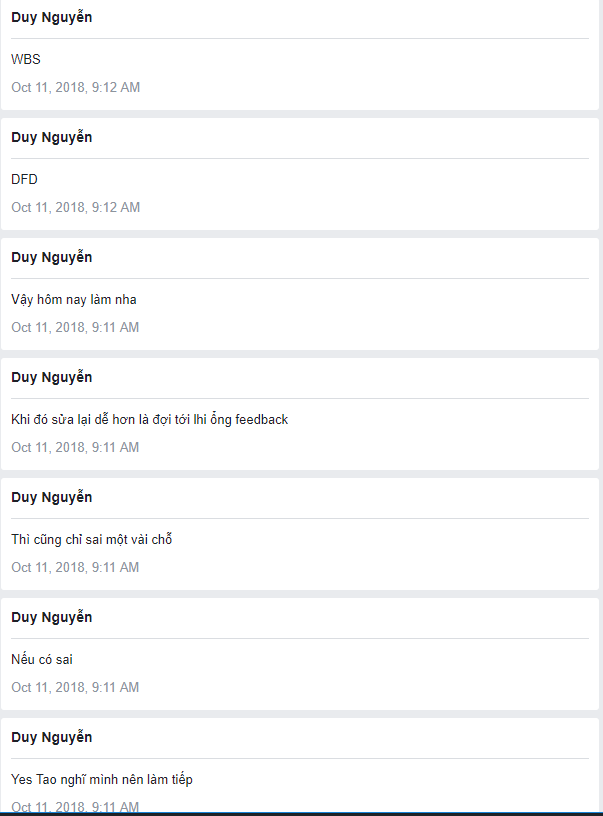 Duy Nguyễn
WBS
Oct 11, 2018, 9:12 AM
Duy Nguyễn
DFD
Oct 11, 2018, 9:12 AM
Duy Nguyễn
Vậy hôm nay làm nha
Oct 11, 2018, 9:11 AM
Duy Nguyễn
Khi đó sửa lại dễ hơn là đợi tới lhi ổng feedback
Oct 11, 2018, 9:11 AM
Duy Nguyễn
Thì cũng chỉ sai một vài chỗ
Oct 11, 2018, 9:11 AM
Duy Nguyễn
Nếu có sai
Oct 11, 2018, 9:11 AM
Duy Nguyễn
Yes Tao nghĩ mình nên làm tiếp
Oct 11, 2018, 9:11 AM